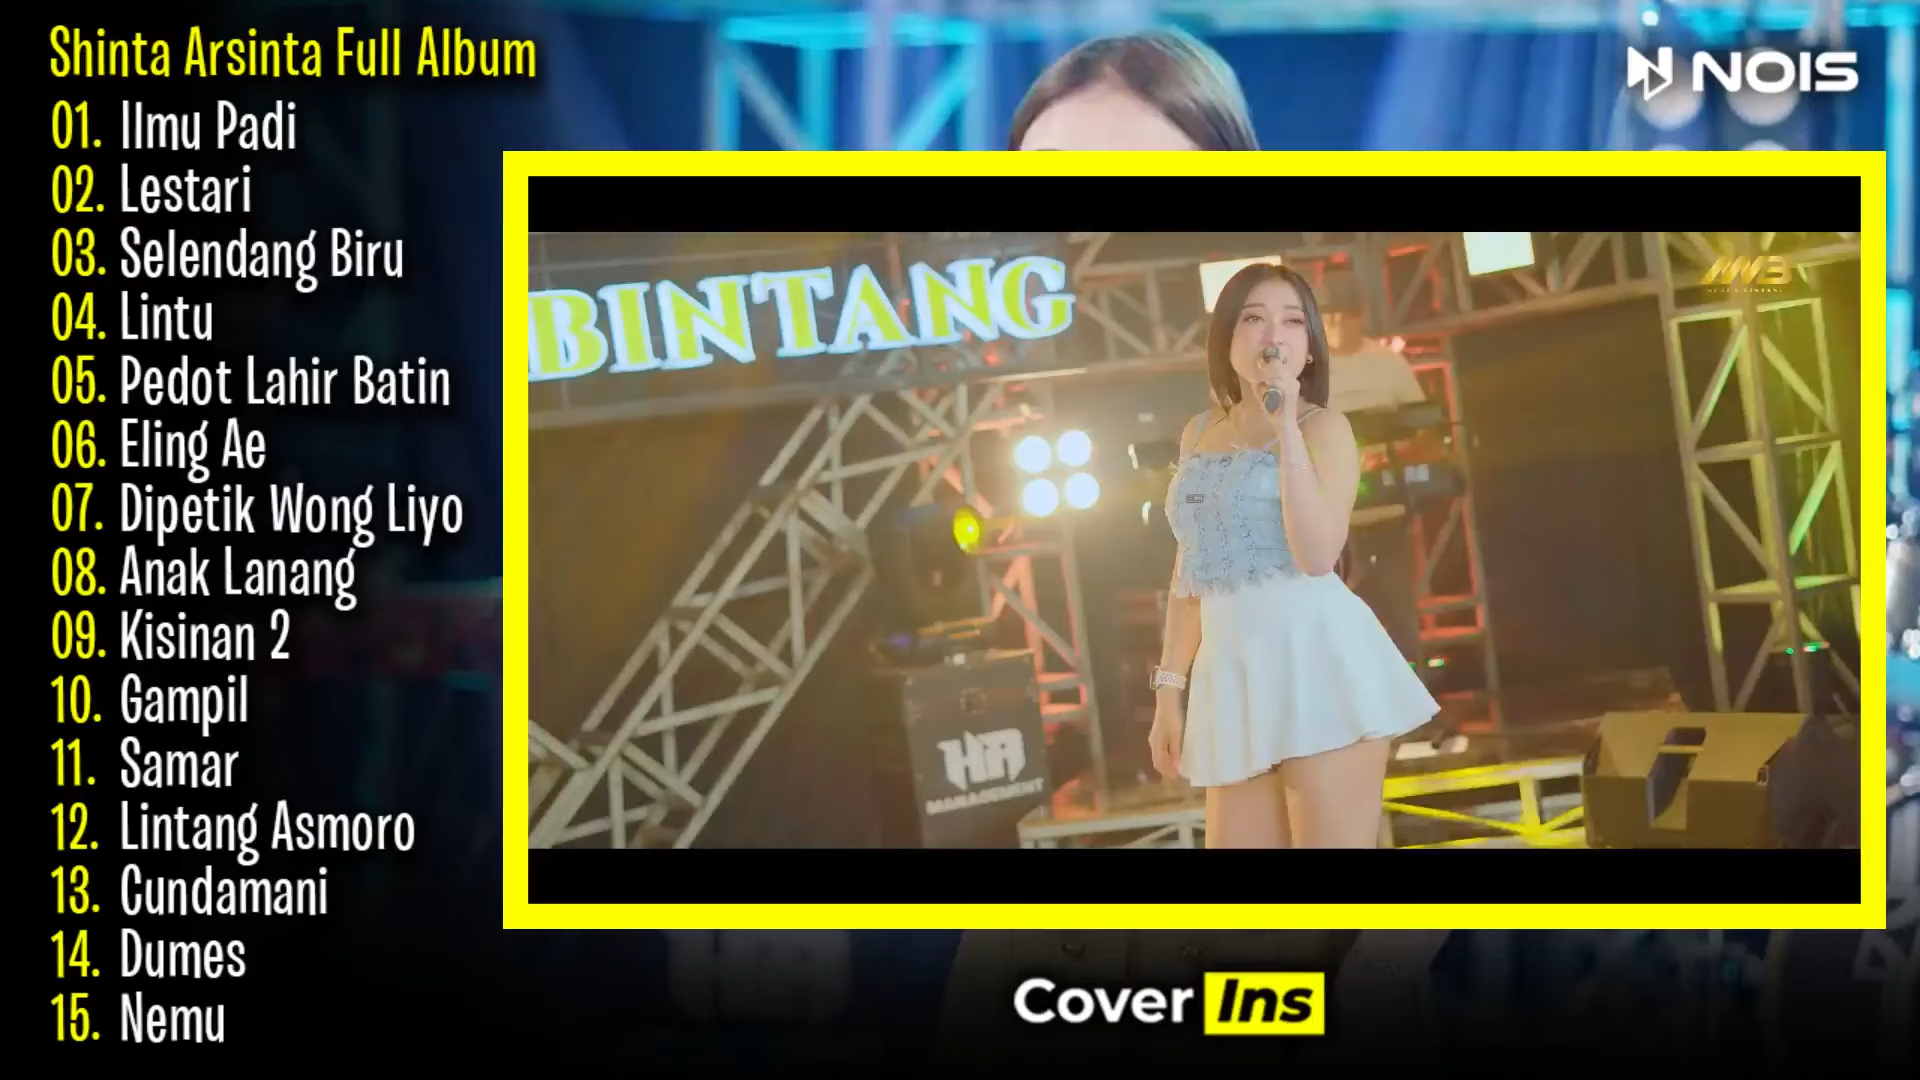 Shinta Arsinta Full Album
01. Ilmu Padi
02. Lestari
03. Selendang Biru
04. Lintu
05. Pedot Lahir Batin
06. Eling Ae
07. Dipetik Wong Liyo
08. Anak Lanang
09. Kisinan 2
10. Gampil
11. Samar
12. Lintang Asmoro
13. Cundamani
14. Dumes
15. Nemu
NOIS
BINTANG
HR
MANAGEMENT
Cover Ins